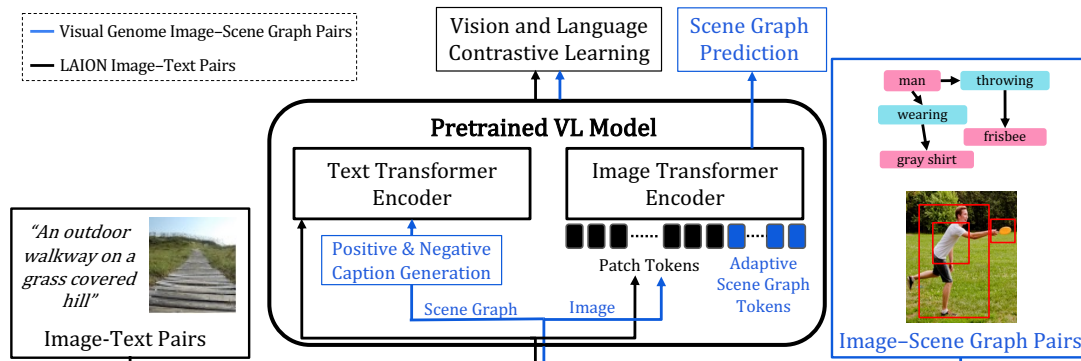 Visual Genome Image–Scene Graph Pairs
LAION Image–Text Pairs
Vision and Language
Contrastive Learning
Scene Graph
Prediction
Pretrained VL Model
Text Transformer
Encoder
Image Transformer
Encoder
Positive & Negative
Caption Generation
Patch Tokens
Adaptive
Scene Graph
Tokens
Scene Graph
Image
“An outdoor
walkway on a
grass covered
hill”
Image-Text Pairs
man
throwing
wearing
frisbee
gray shirt
Image–Scene Graph Pairs